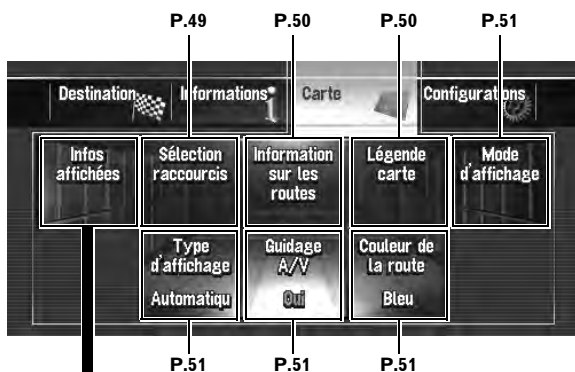 P.49 P.50 P.50 P.51
Destination Informations Carte Configurations
Infos
affichées
Sélection
raccourcis
Information
sur les
routes
Légende
carte
Mode
d'affichage
Type
d'affichage
Automatiqu
Guidage
A/V
Oui
Couleur de
la route
Bleu
P.51 P.51 P.51